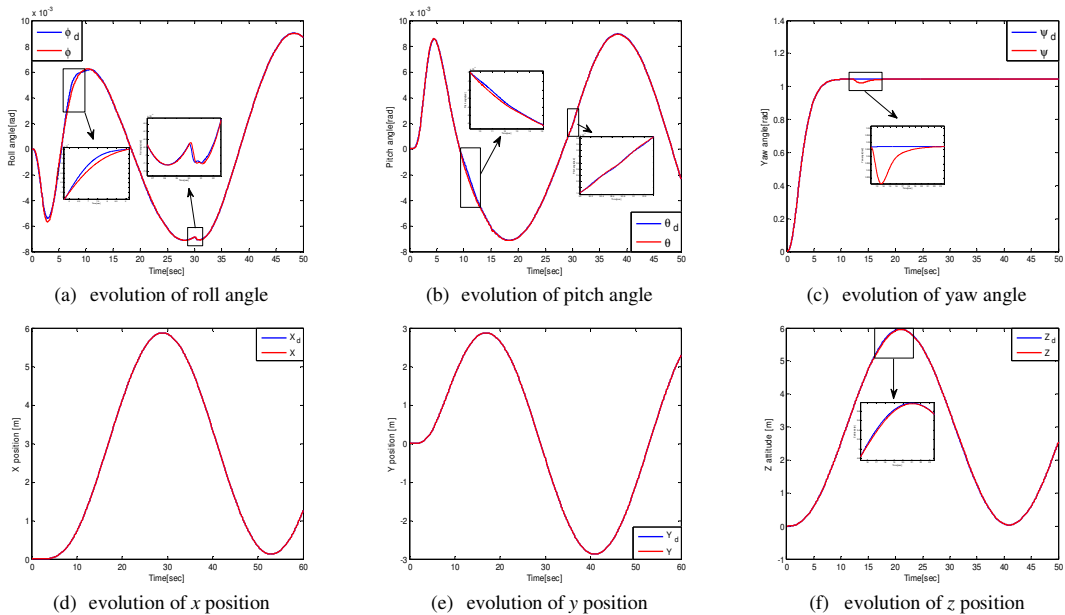 x 10⁻³
10
8
6
4
2
0
-2
-4
-6
-8
0 5 10 15 20 25 30 35 40 45 50
Roll angle[rad]
Time[sec]
ϕ d
ϕ
(a) evolution of roll angle
x 10⁻³
10
8
6
4
2
0
-2
-4
-6
-8
0 5 10 15 20 25 30 35 40 45 50
Pitch angle[rad]
Time[sec]
θ d
θ
(b) evolution of pitch angle
1.4
1.2
1
0.8
0.6
0.4
0.2
0
0 5 10 15 20 25 30 35 40 45 50
Yaw angle[rad]
Time[sec]
ψ d
ψ
(c) evolution of yaw angle
6
5
4
3
2
1
0
0 10 20 30 40 50 60
X position [m]
Time[sec]
X d
X
(d) evolution of x position
3
2
1
0
-1
-2
-3
0 10 20 30 40 50 60
Y position [m]
Time[sec]
Y d
Y
(e) evolution of y position
6
5
4
3
2
1
0
-1
0 5 10 15 20 25 30 35 40 45 50
Z attitude [m]
Time[sec]
Z d
Z
(f) evolution of z position